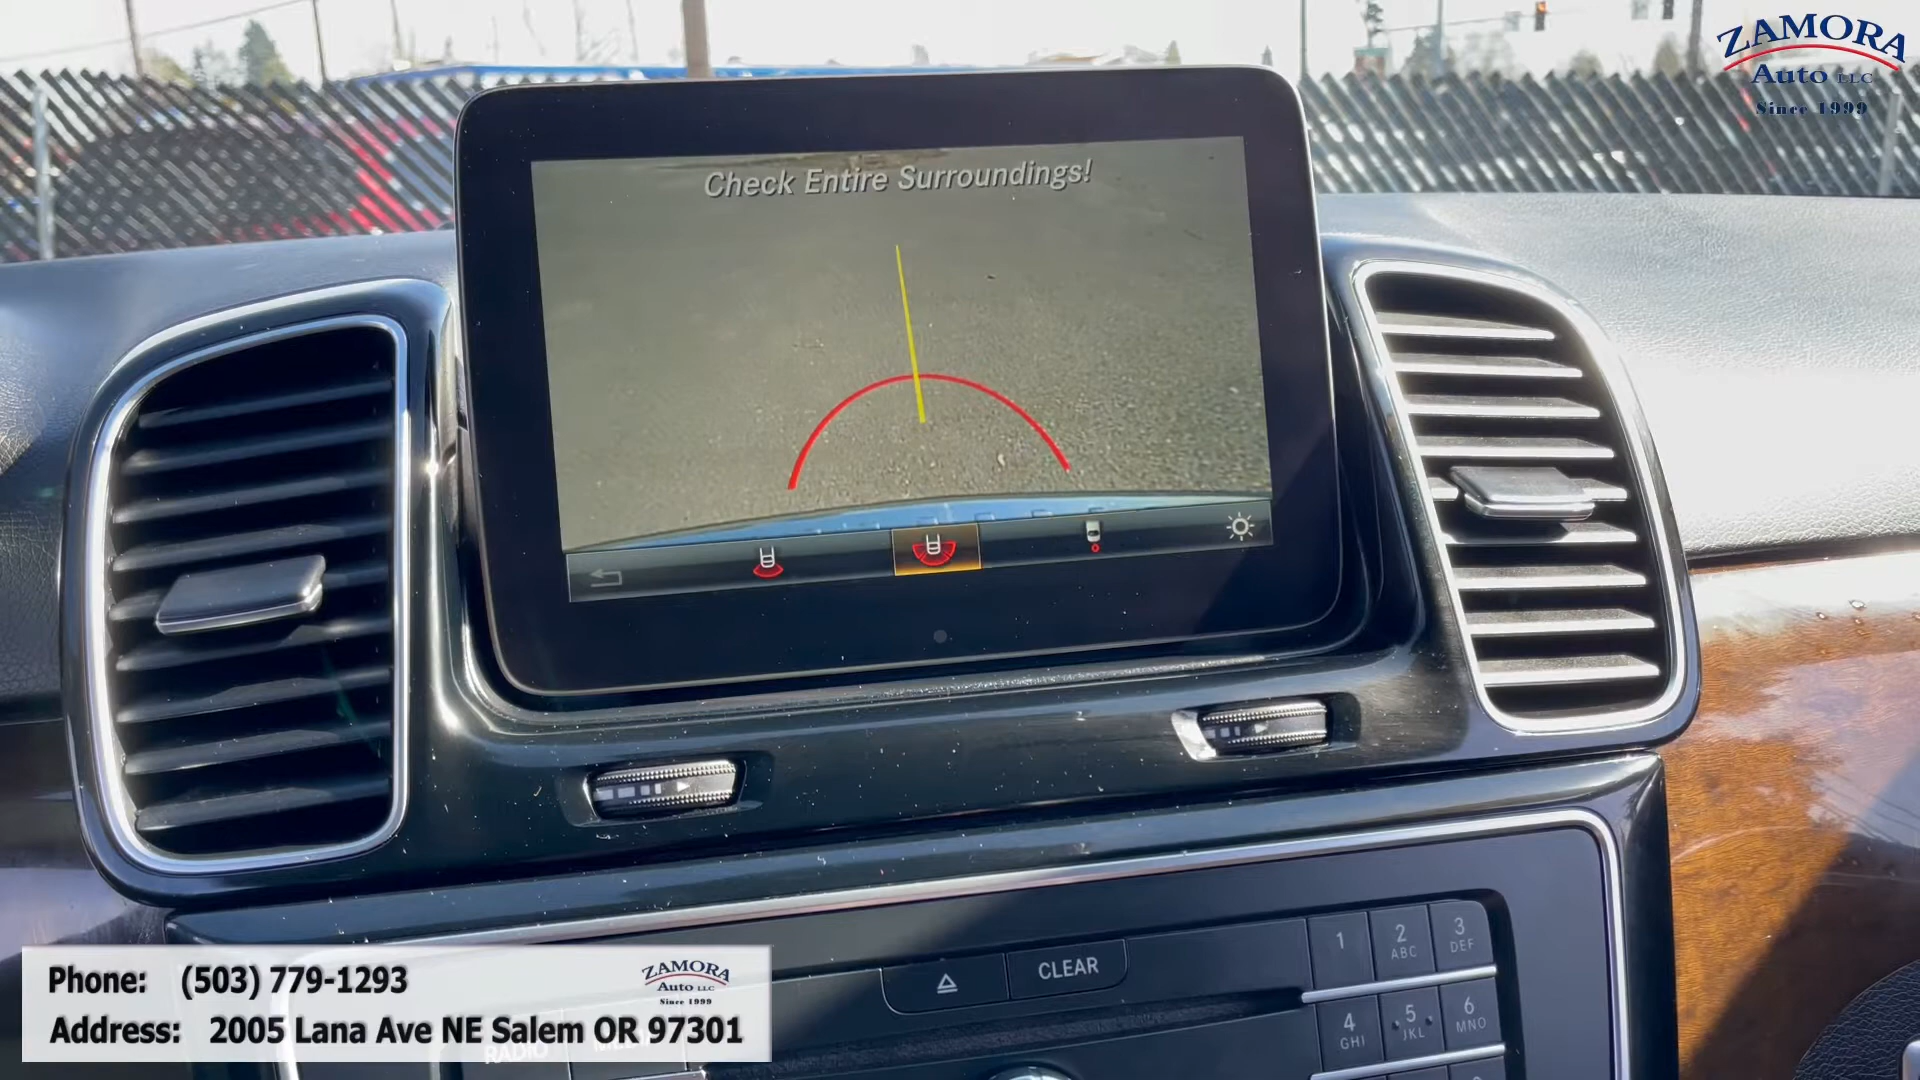 ZAMORA
Auto LLC
Since 1999
Check Entire Surroundings!
CLEAR
1
2
ABC
3
DEF
4
GHI
5
JKL
6
MNO
RADIO
Phone: (503) 779-1293
Address: 2005 Lana Ave NE Salem OR 97301
ZAMORA
Auto LLC
Since 1999